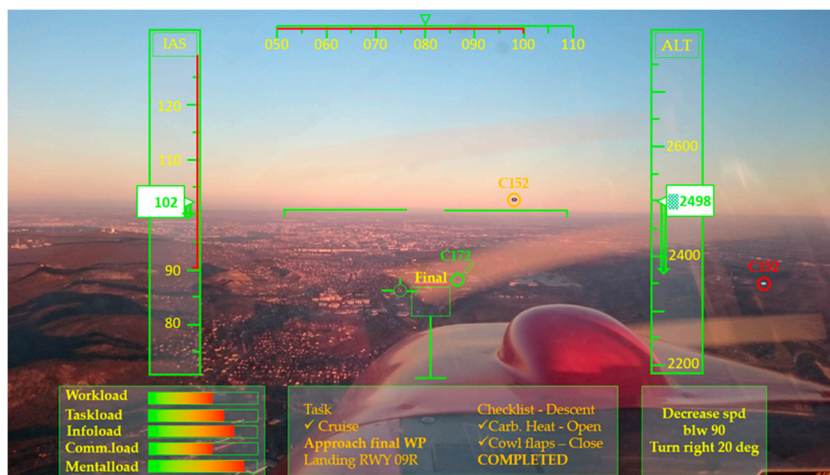 IAS
050 060 070 080 090 100 110
ALT
120
110
102
90
80
2600
2498
2400
2200
C152
C172
Final
C152
Workload
Taskload
Infoload
Comm.load
Mentalload
Task
✓ Cruise
Approach final WP
Landing RWY 09R
Checklist - Descent
✓Carb. Heat - Open
✓Cowl flaps – Close
COMPLETED
Decrease spd
blw 90
Turn right 20 deg